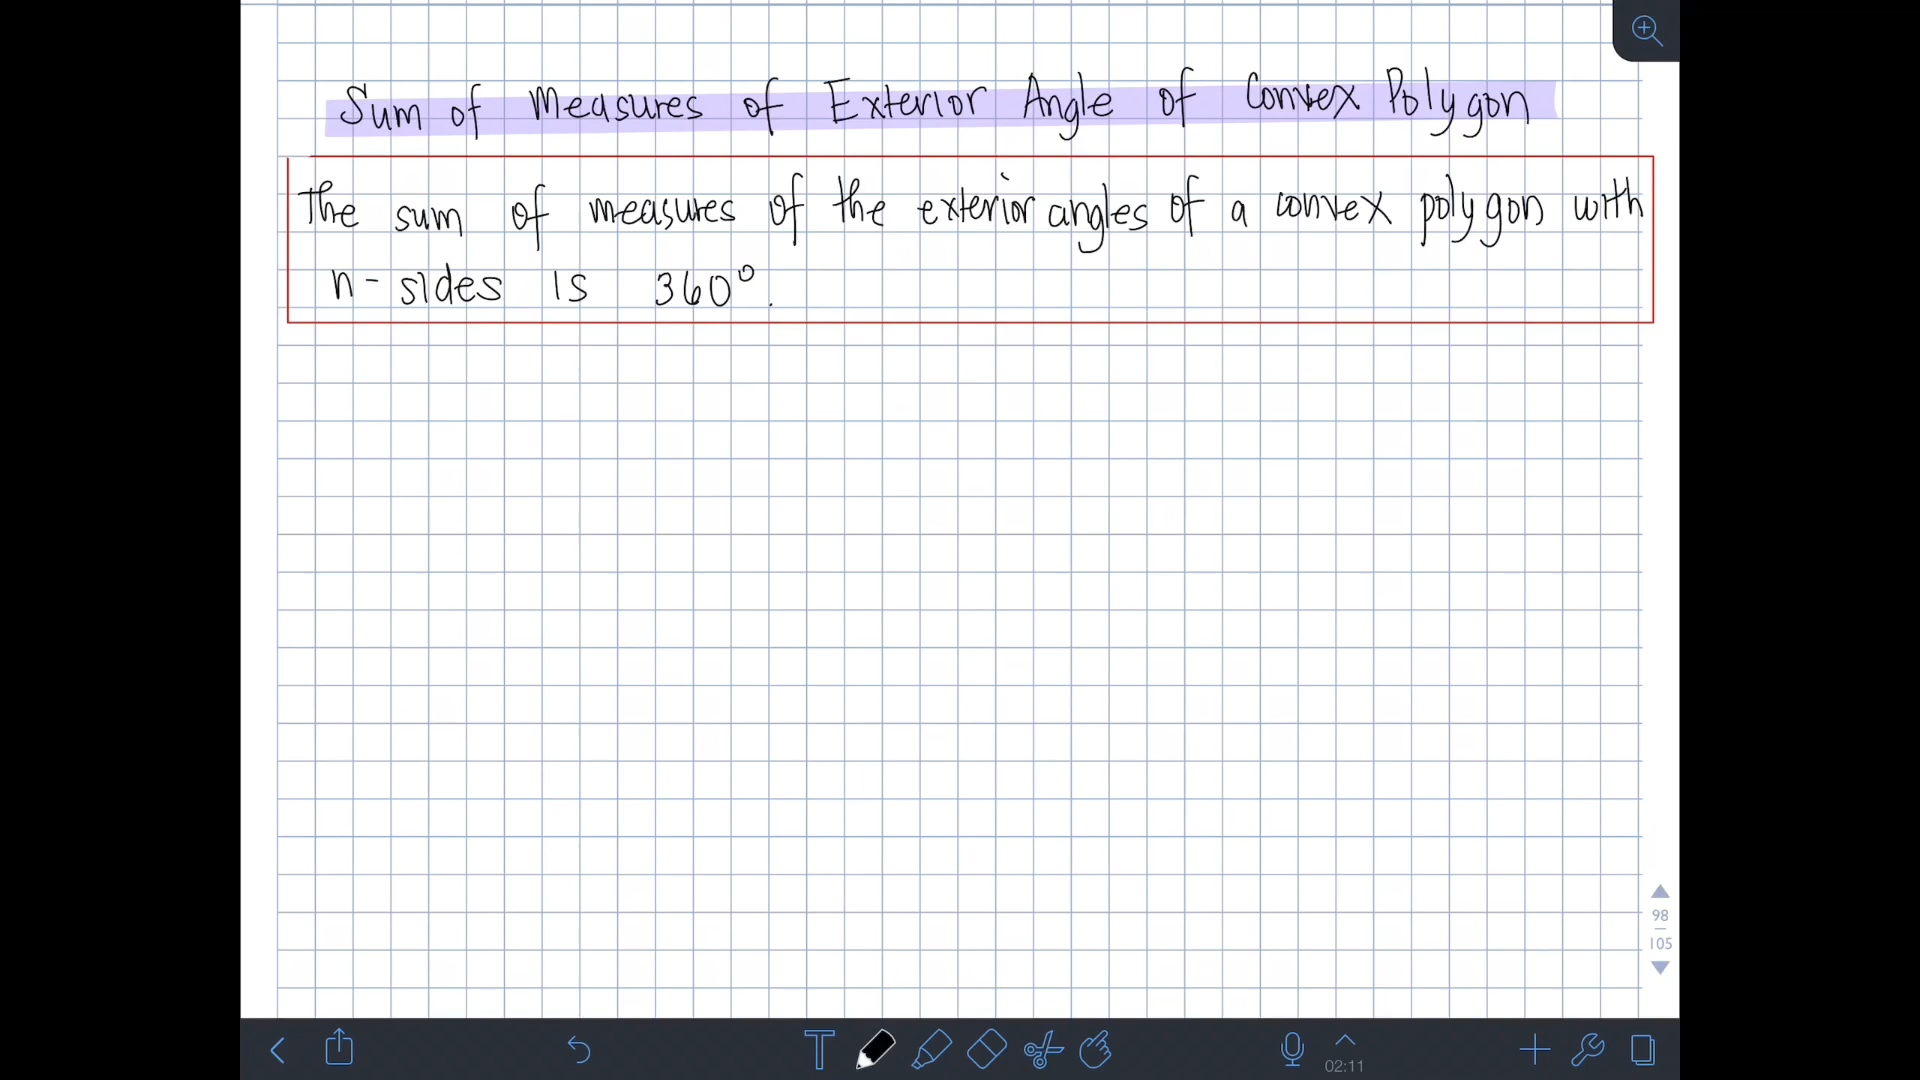 Sum of Measures of Exterior Angle of Convex Polygon
The sum of measures of the exterior angles of a convex polygon with
n-sides is 360°.
98
105
T
02:11